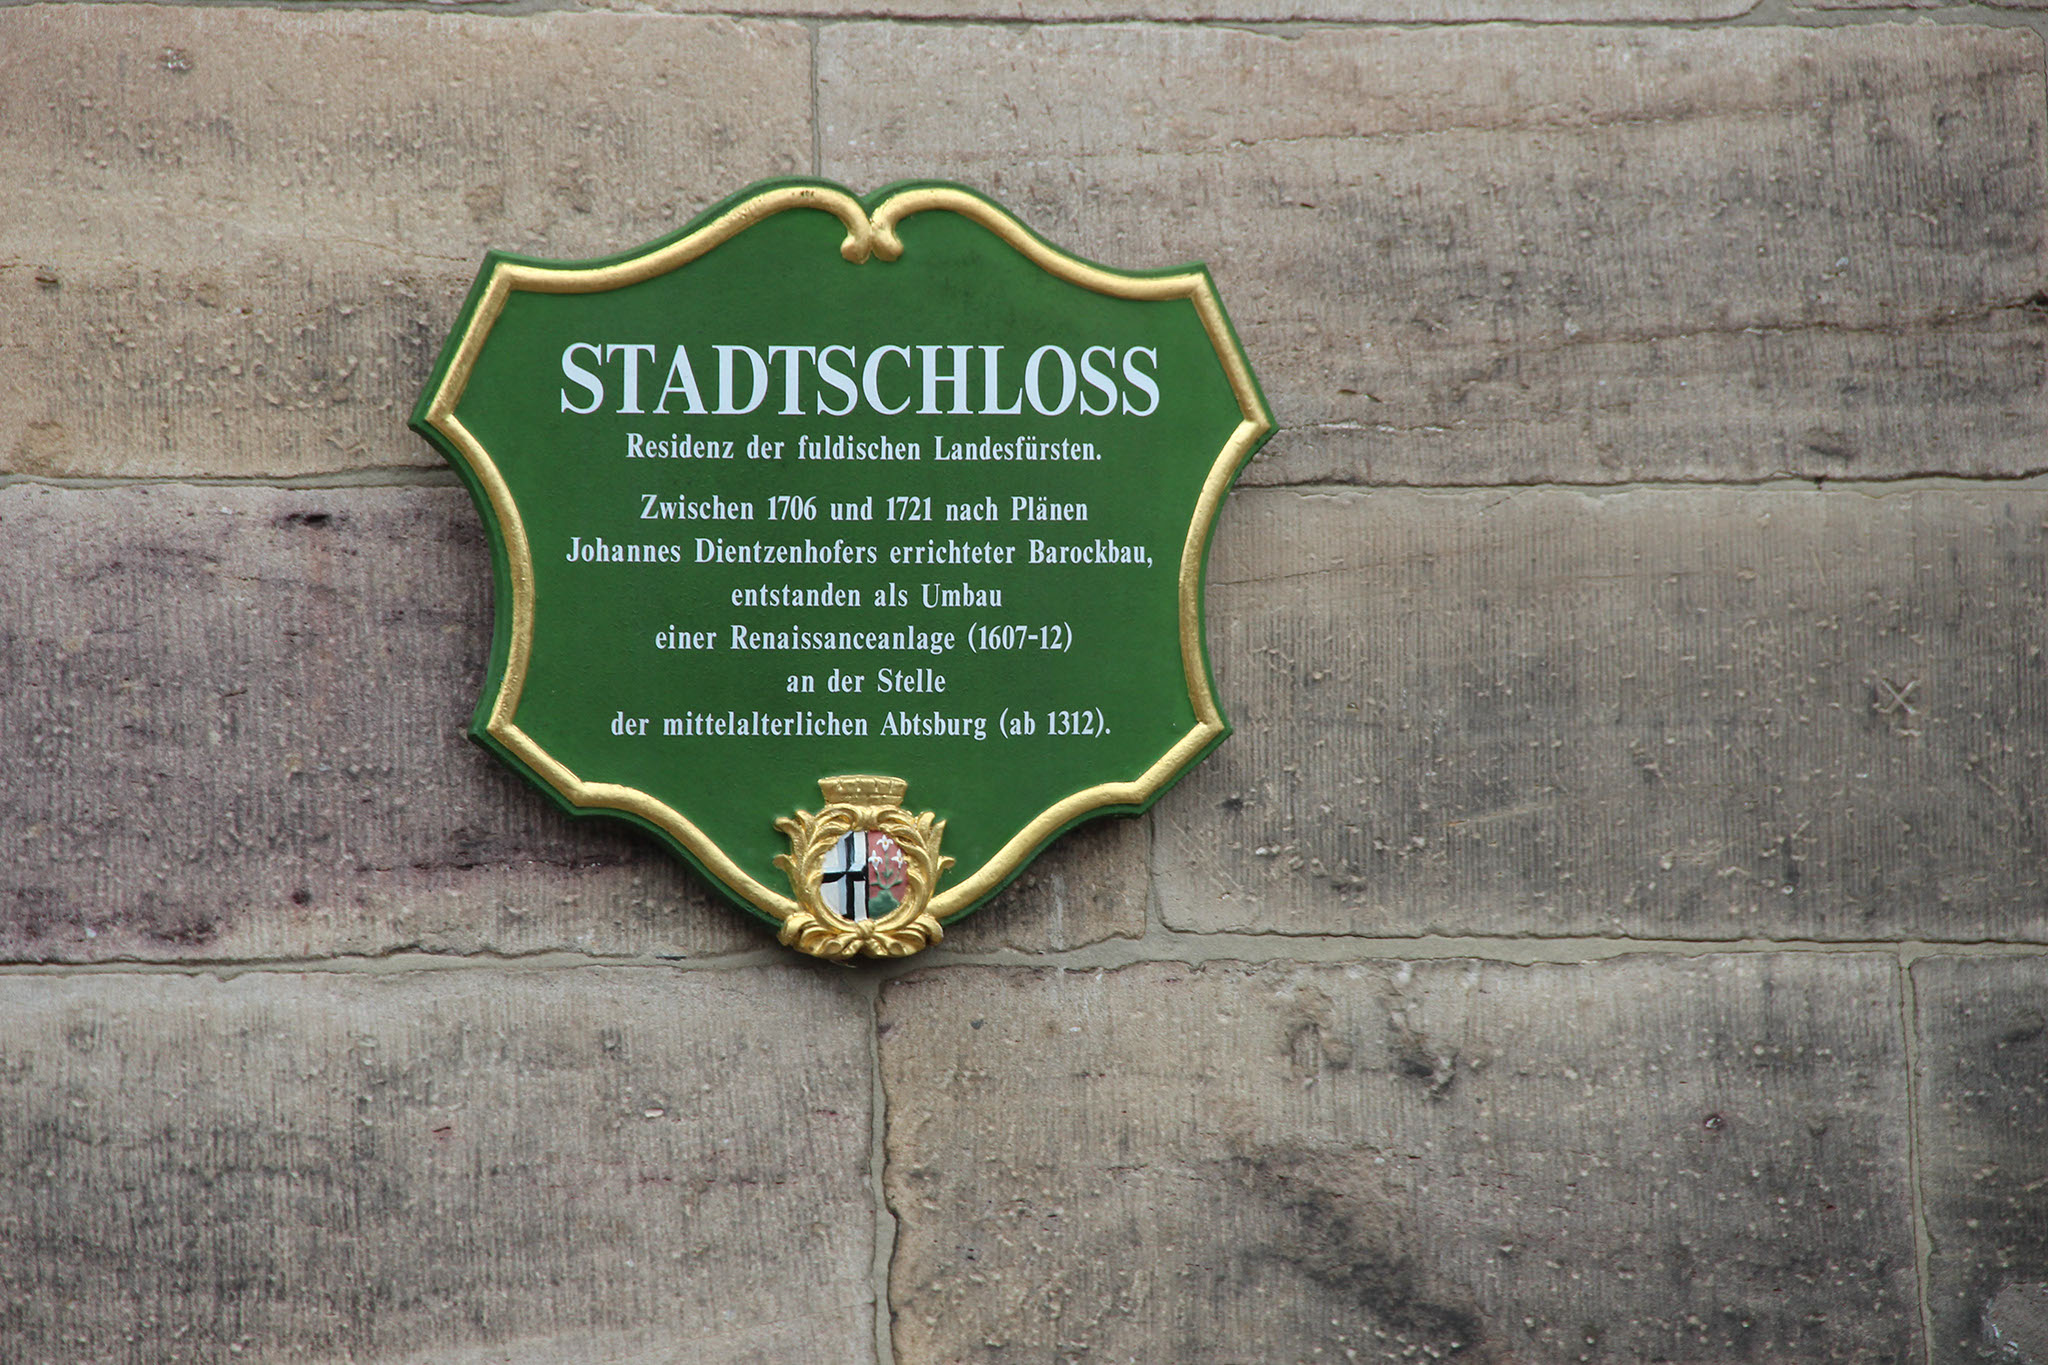 STADTSCHLOSS
Residenz der fuldischen Landesfürsten.
Zwischen 1706 und 1721 nach Plänen
Johannes Dientzenhofers errichteter Barockbau,
entstanden als Umbau
einer Renaissanceanlage (1607-12)
an der Stelle
der mittelalterlichen Abtsburg (ab 1312).